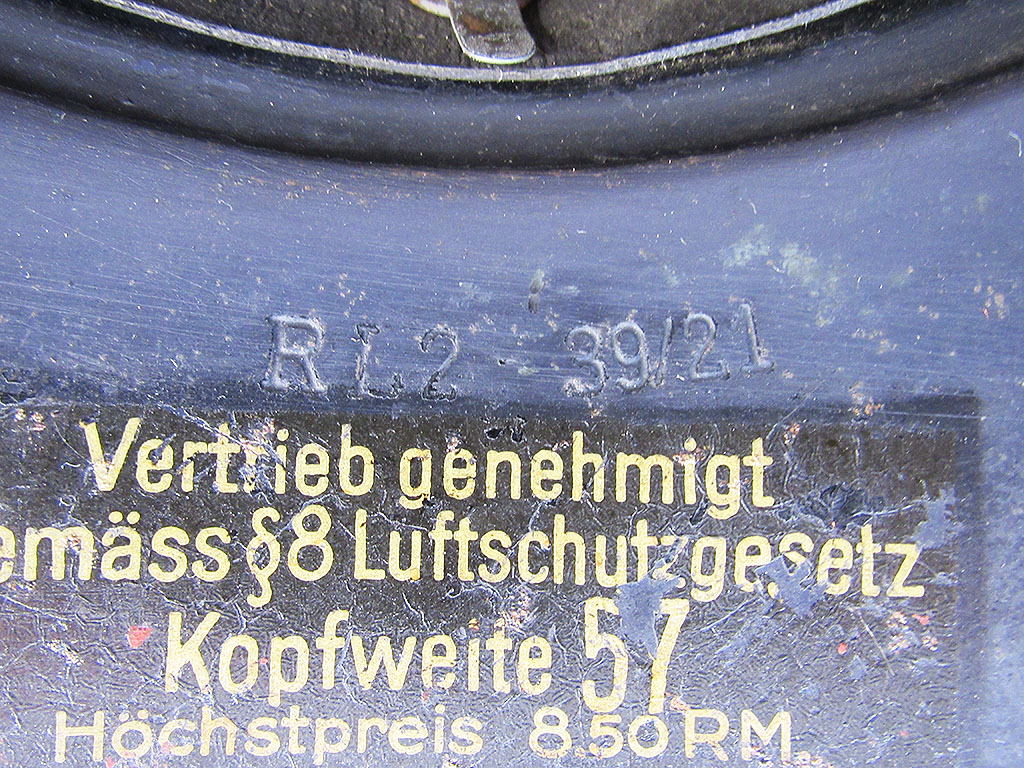 RL2 - 39/21
Vertrieb genehmigt
emäss §8 Luftschutzgesetz
Kopfweite 57
Höchstpreis 8.50 RM.